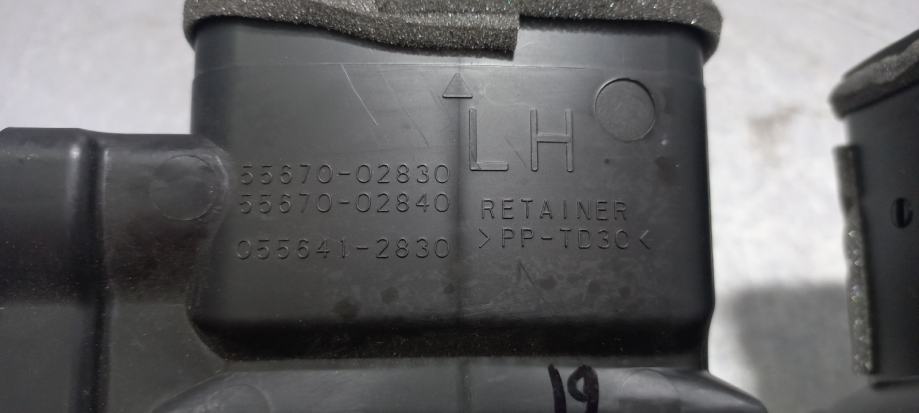 LH
55670-02830
55670-02840
RETAINER
055641-2830
>PP-TD30<
19